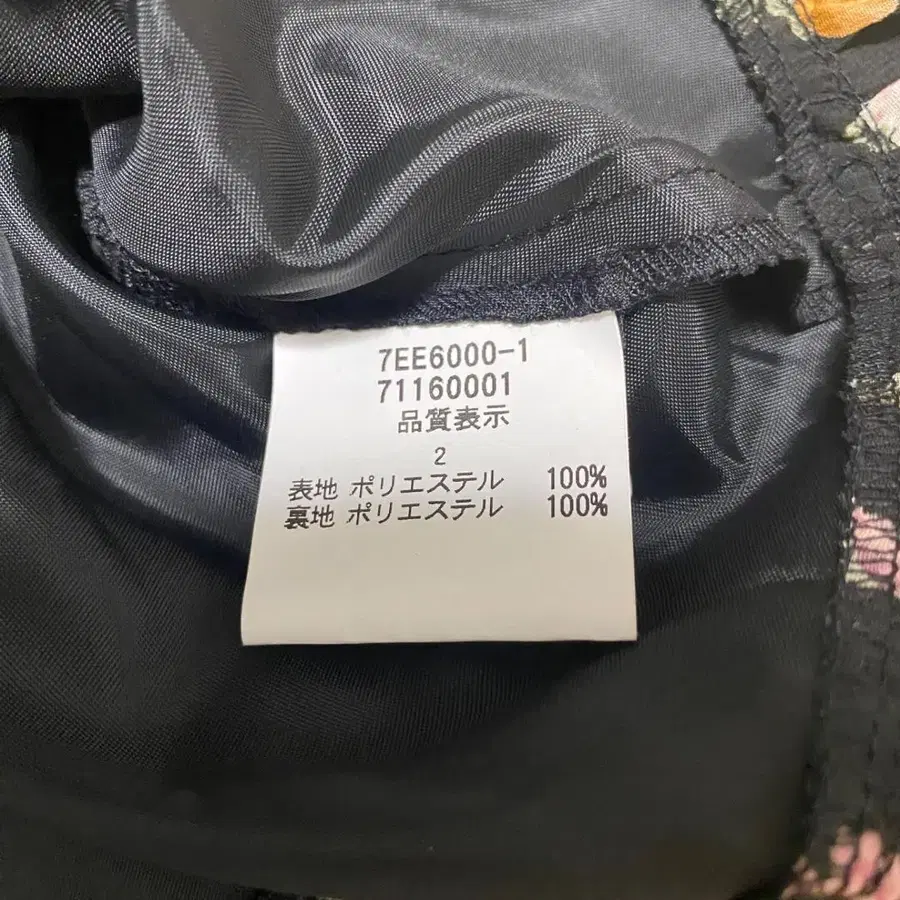 7EE6000-1
71160001
品質表示
2
表地 ポリエステル 100%
裏地 ポリエステル 100%